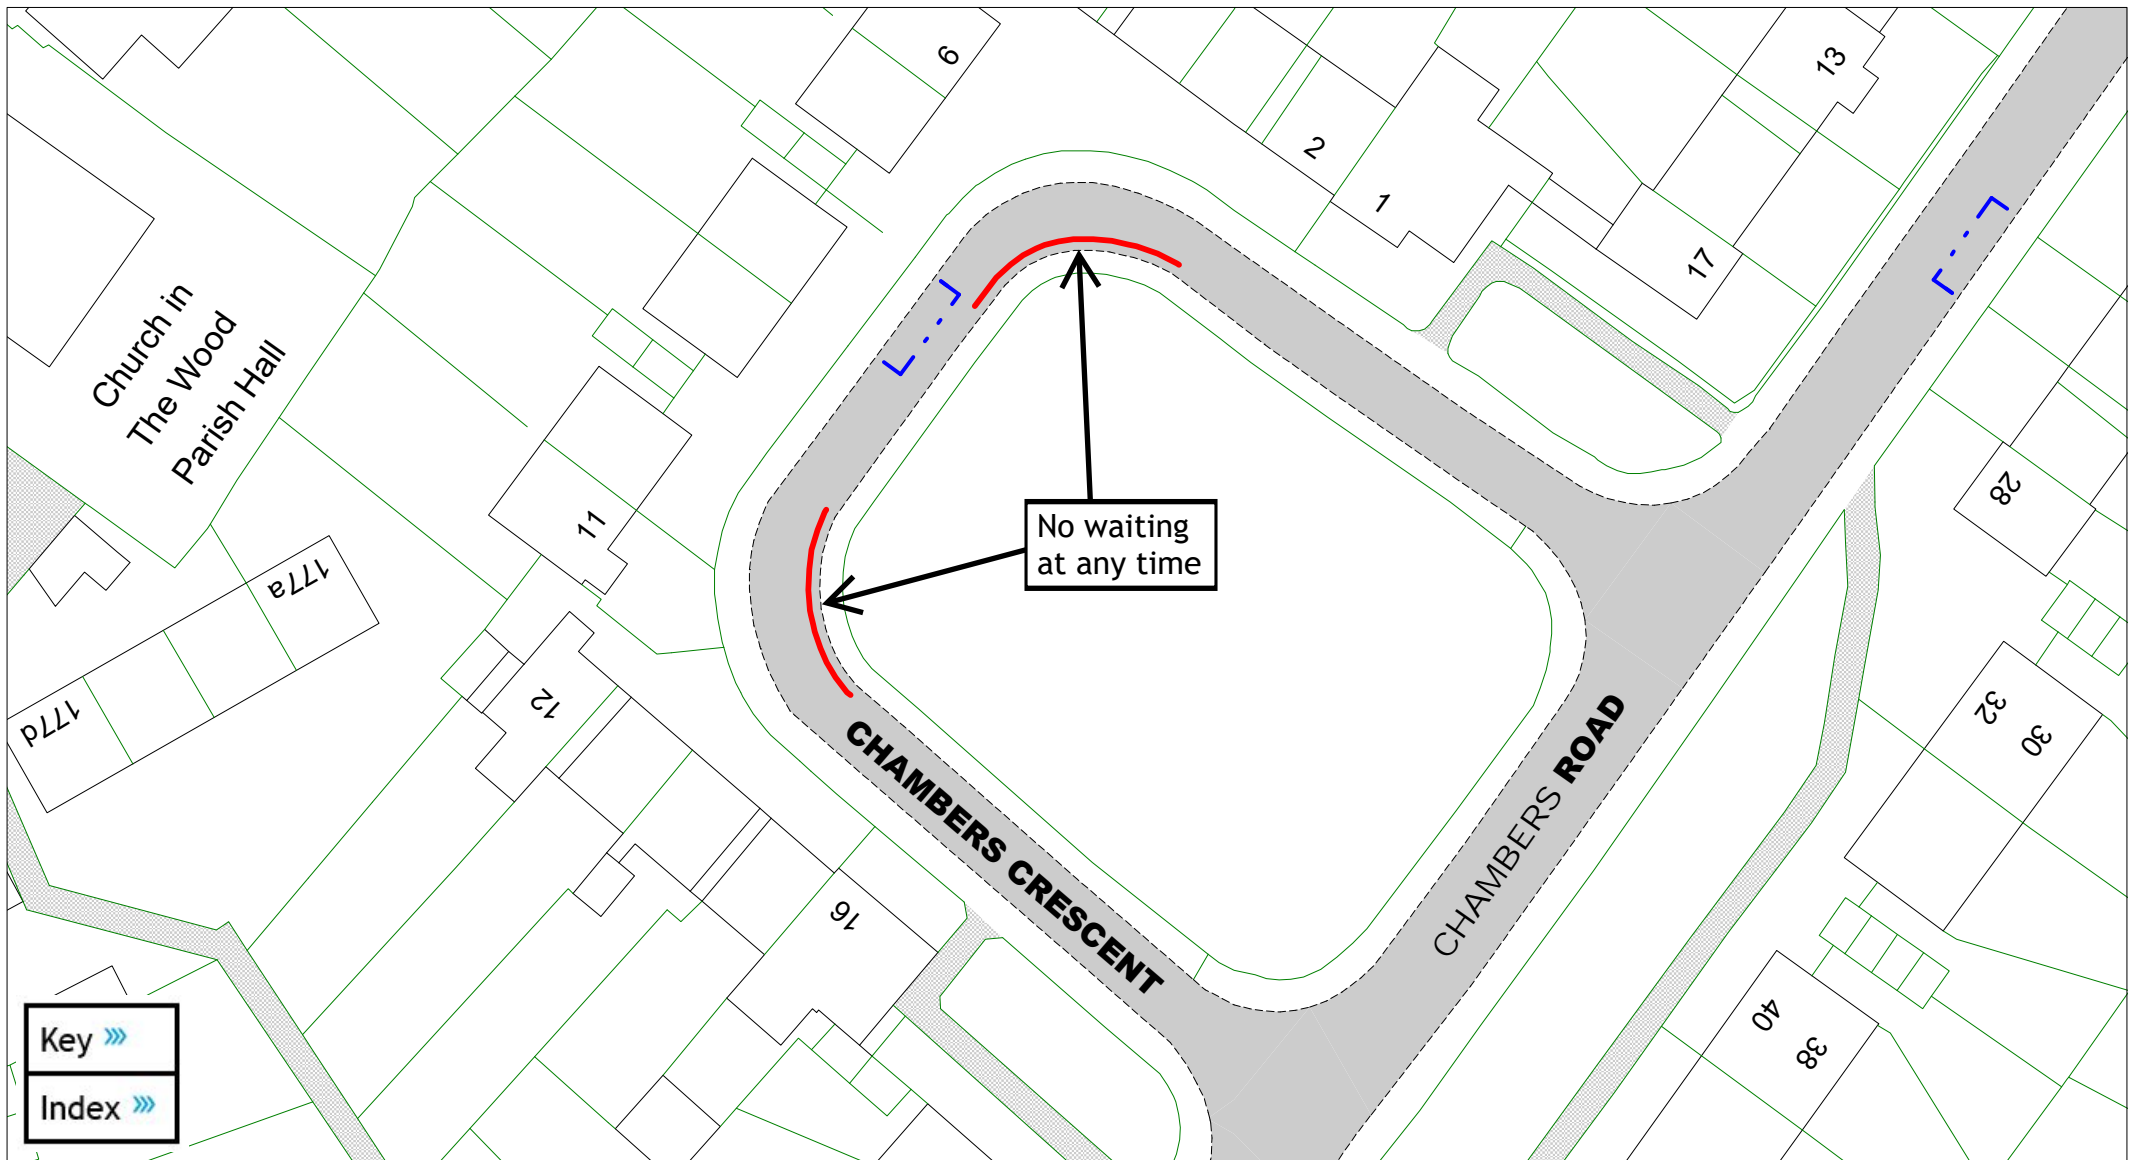 6
13
2
1
17
Church in
The Wood
Parish Hall
28
11
No waiting
at any time
177a
12
177d
32
30
CHAMBERS CRESCENT
CHAMBERS ROAD
16
40
38
Key »»
Index »»